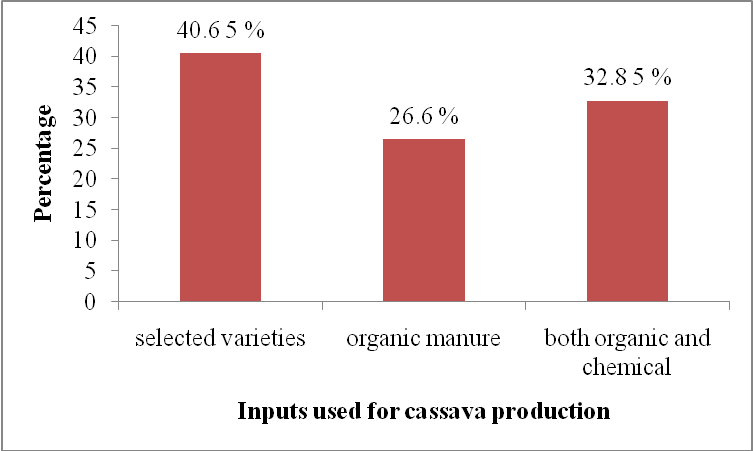 45
40
35
30
25
20
15
10
5
0
Percentage
40.6 5 %
26.6 %
32.8 5 %
selected varieties
organic manure
both organic and
chemical
Inputs used for cassava production